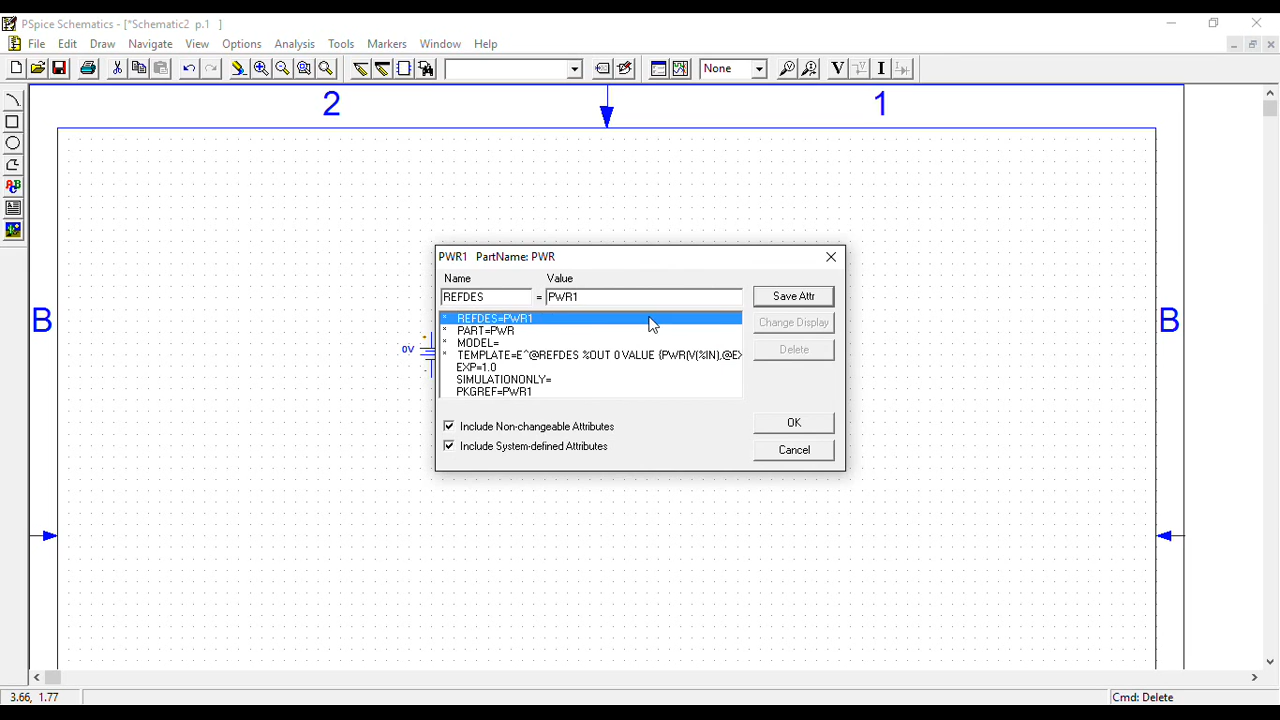 PSpice Schematics - [*Schematic2 p.1 ]
File Edit Draw Navigate View Options Analysis Tools Markers Window Help
None
V I
ABC
2 1
B B
0V
PWR1 PartName: PWR
Name Value
REFDES = PWR1
Save Attr
* REFDES=PWR1
Change Display
* PART=PWR
* MODEL=
Delete
* TEMPLATE=E^@REFDES %OUT 0 VALUE {PWR(V(%IN),@EX
EXP=1.0
SIMULATIONONLY=
PKGREF=PWR1
Include Non-changeable Attributes
OK
Include System-defined Attributes
Cancel
3.66, 1.77
Cmd: Delete